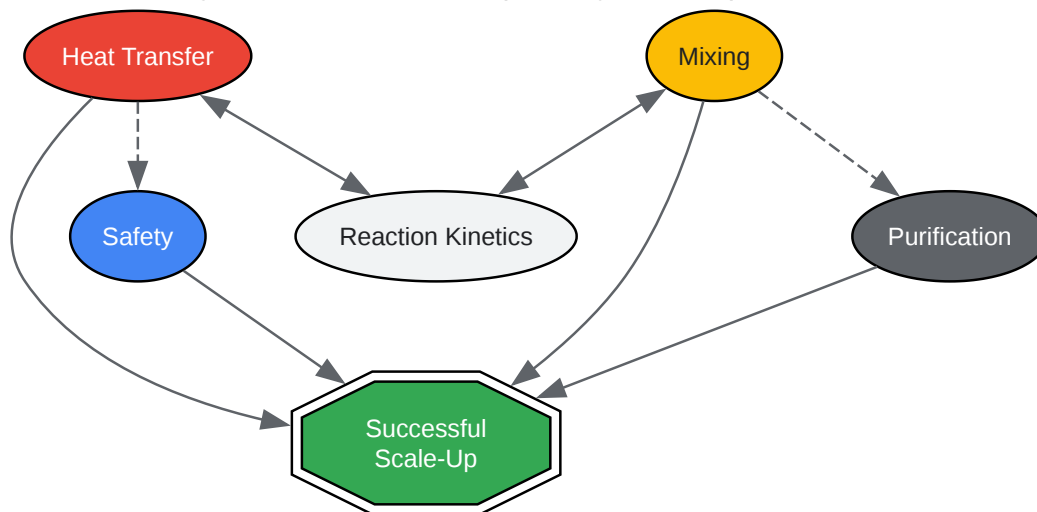 Heat Transfer
Mixing
Safety
Reaction Kinetics
Purification
Successful
Scale-Up